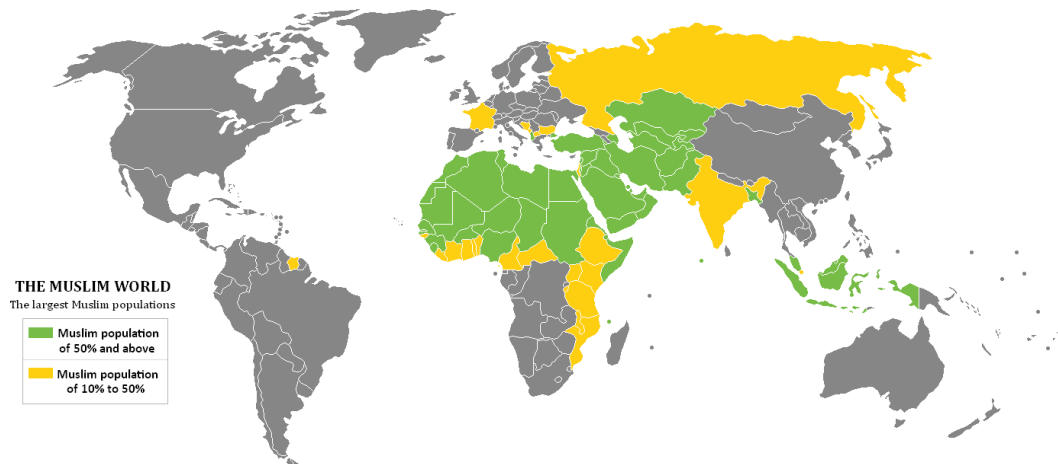 THE MUSLIM WORLD
The largest Muslim populations
Muslim population
of 50% and above
Muslim population
of 10% to 50%